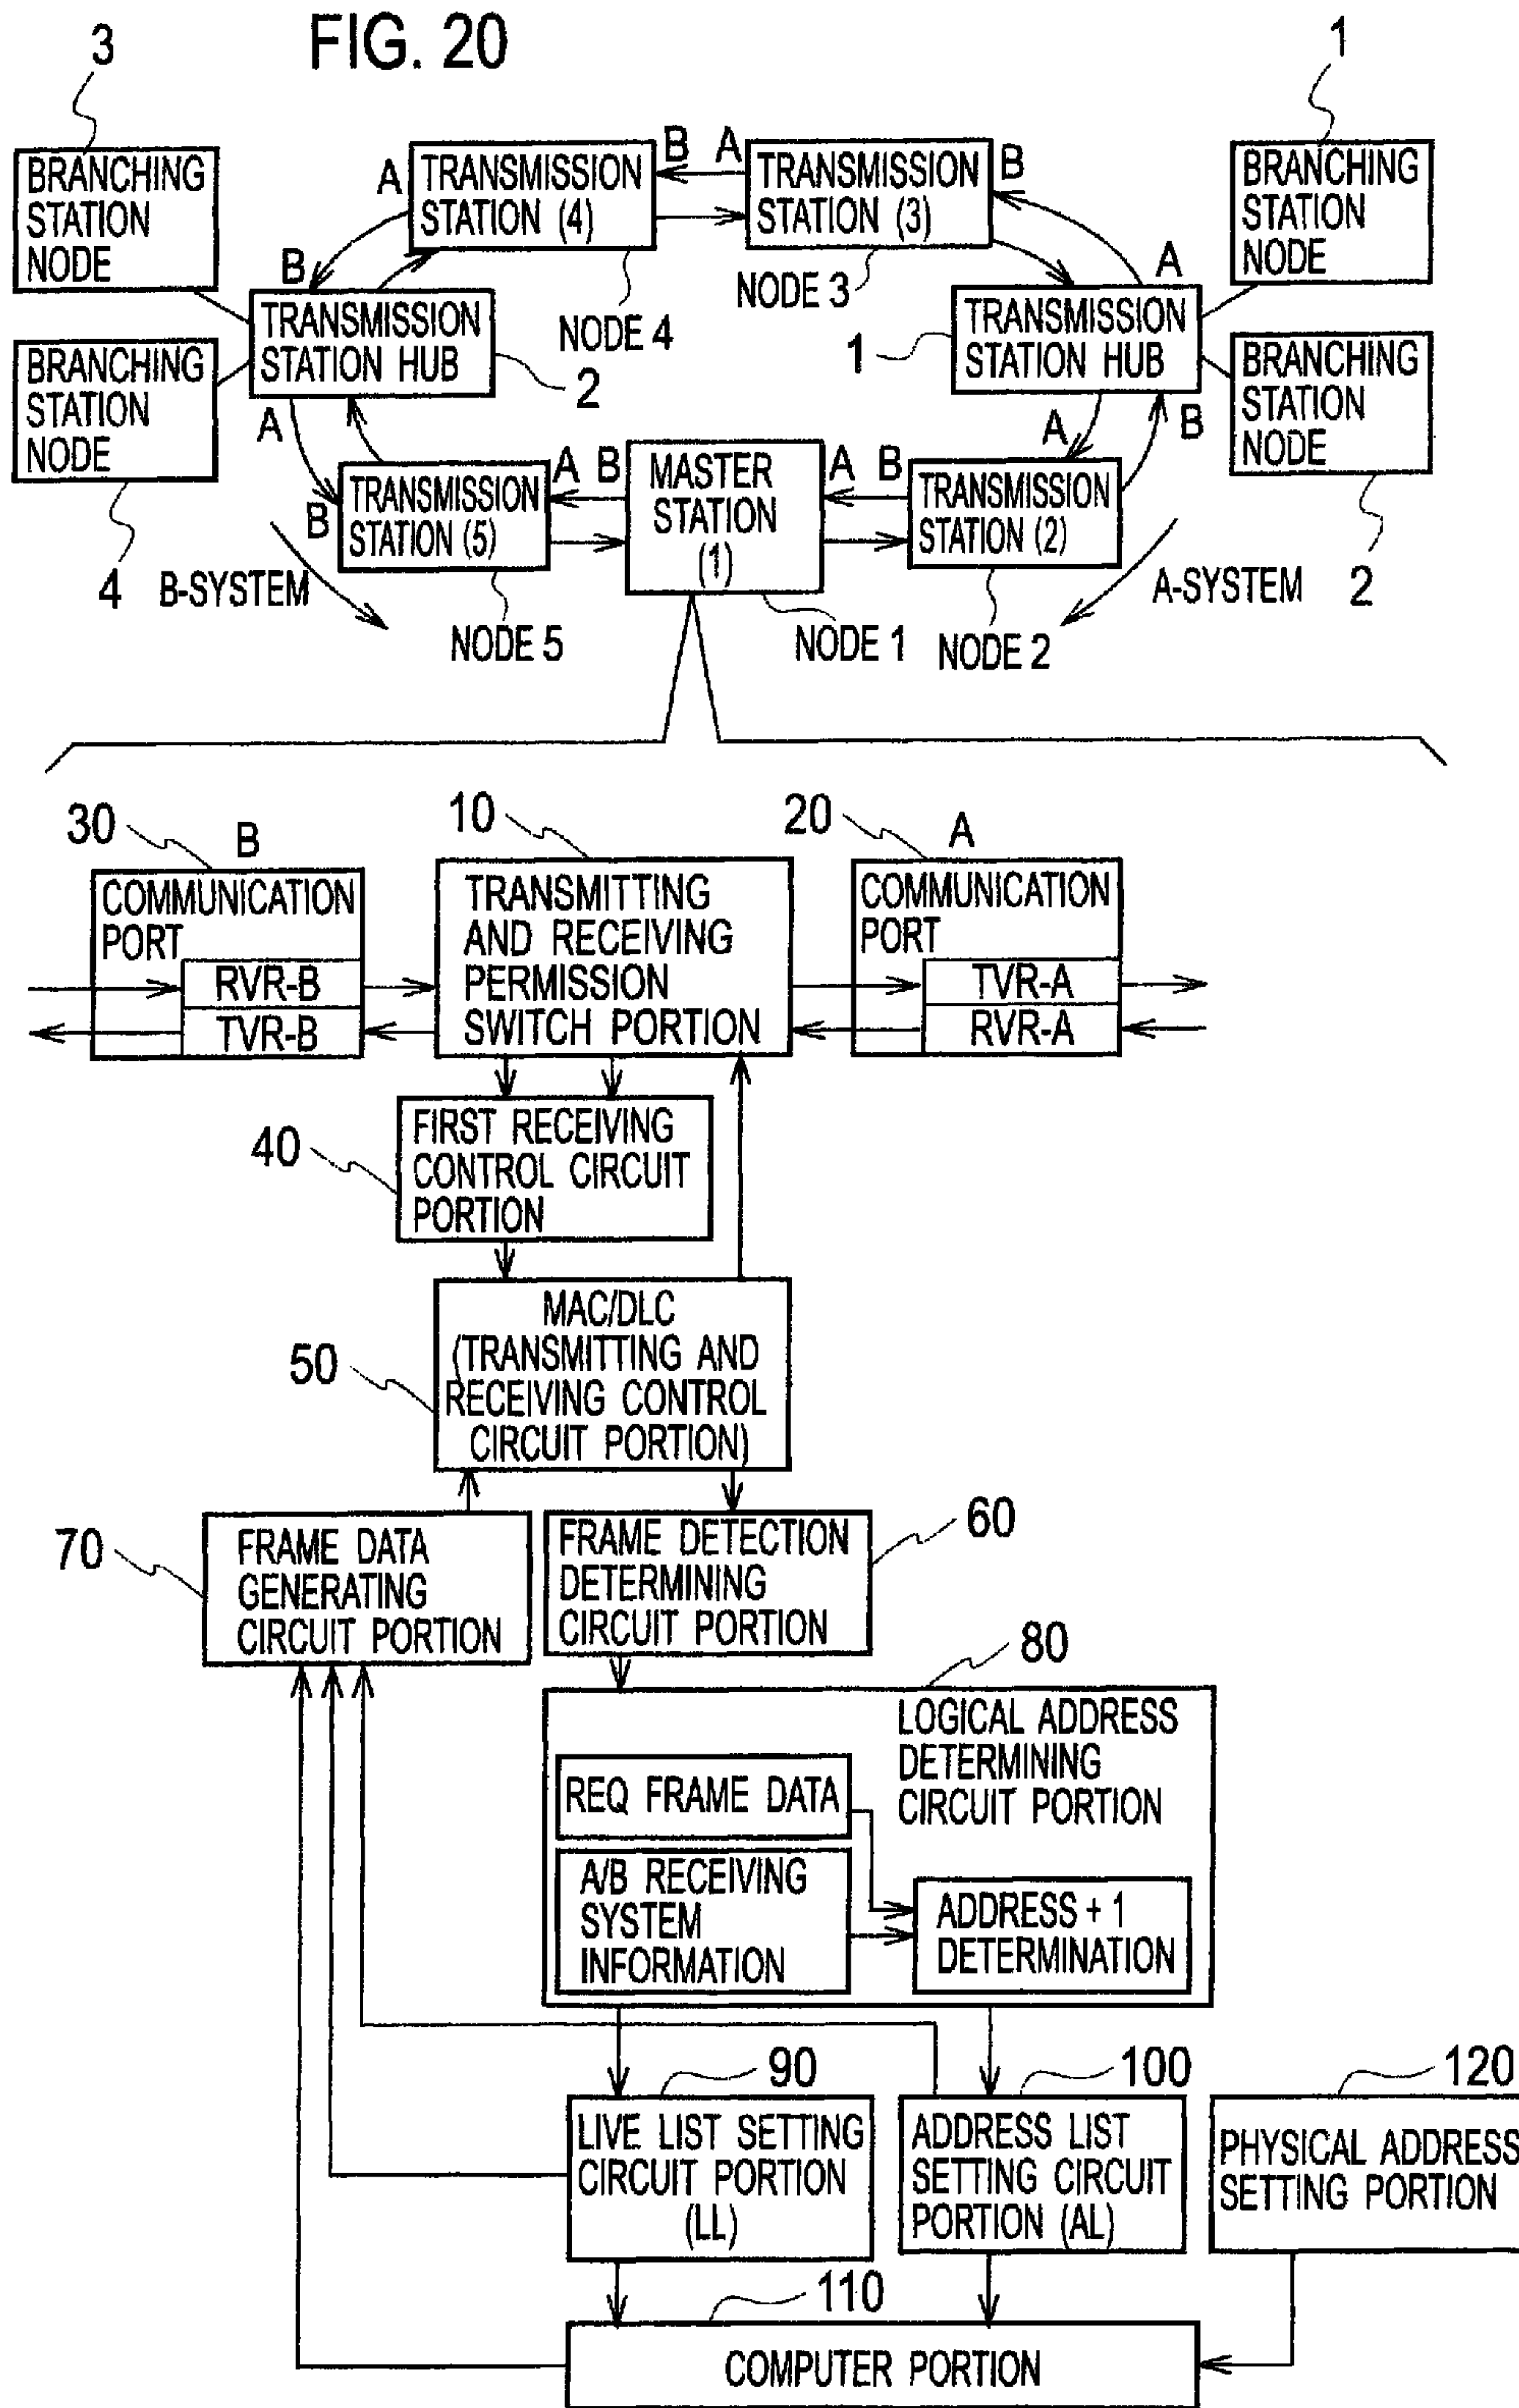 FIG. 20
3
1
BRANCHING
STATION
NODE
A
TRANSMISSION
STATION (4)
B
A
TRANSMISSION
STATION (3)
B
BRANCHING
STATION
NODE
B
NODE 4
NODE 3
A
BRANCHING
STATION
NODE
TRANSMISSION
STATION HUB
2
1
TRANSMISSION
STATION HUB
BRANCHING
STATION
NODE
A
B
TRANSMISSION
STATION (5)
A
B
MASTER
STATION
(1)
A
B
TRANSMISSION
STATION (2)
A
B
4
B-SYSTEM
NODE 5
NODE 1
NODE 2
A-SYSTEM
2
30
B
10
20
A
COMMUNICATION
PORT
RVR-B
TVR-B
TRANSMITTING
AND RECEIVING
PERMISSION
SWITCH PORTION
COMMUNICATION
PORT
TVR-A
RVR-A
40
FIRST RECEIVING
CONTROL CIRCUIT
PORTION
50
MAC/DLC
(TRANSMITTING AND
RECEIVING CONTROL
CIRCUIT PORTION)
70
FRAME DATA
GENERATING
CIRCUIT PORTION
FRAME DETECTION
DETERMINING
CIRCUIT PORTION
60
80
LOGICAL ADDRESS
DETERMINING
CIRCUIT PORTION
REQ FRAME DATA
A/B RECEIVING
SYSTEM
INFORMATION
ADDRESS + 1
DETERMINATION
90
100
120
LIVE LIST SETTING
CIRCUIT PORTION
(LL)
ADDRESS LIST
SETTING CIRCUIT
PORTION (AL)
PHYSICAL ADDRESS
SETTING PORTION
110
COMPUTER PORTION